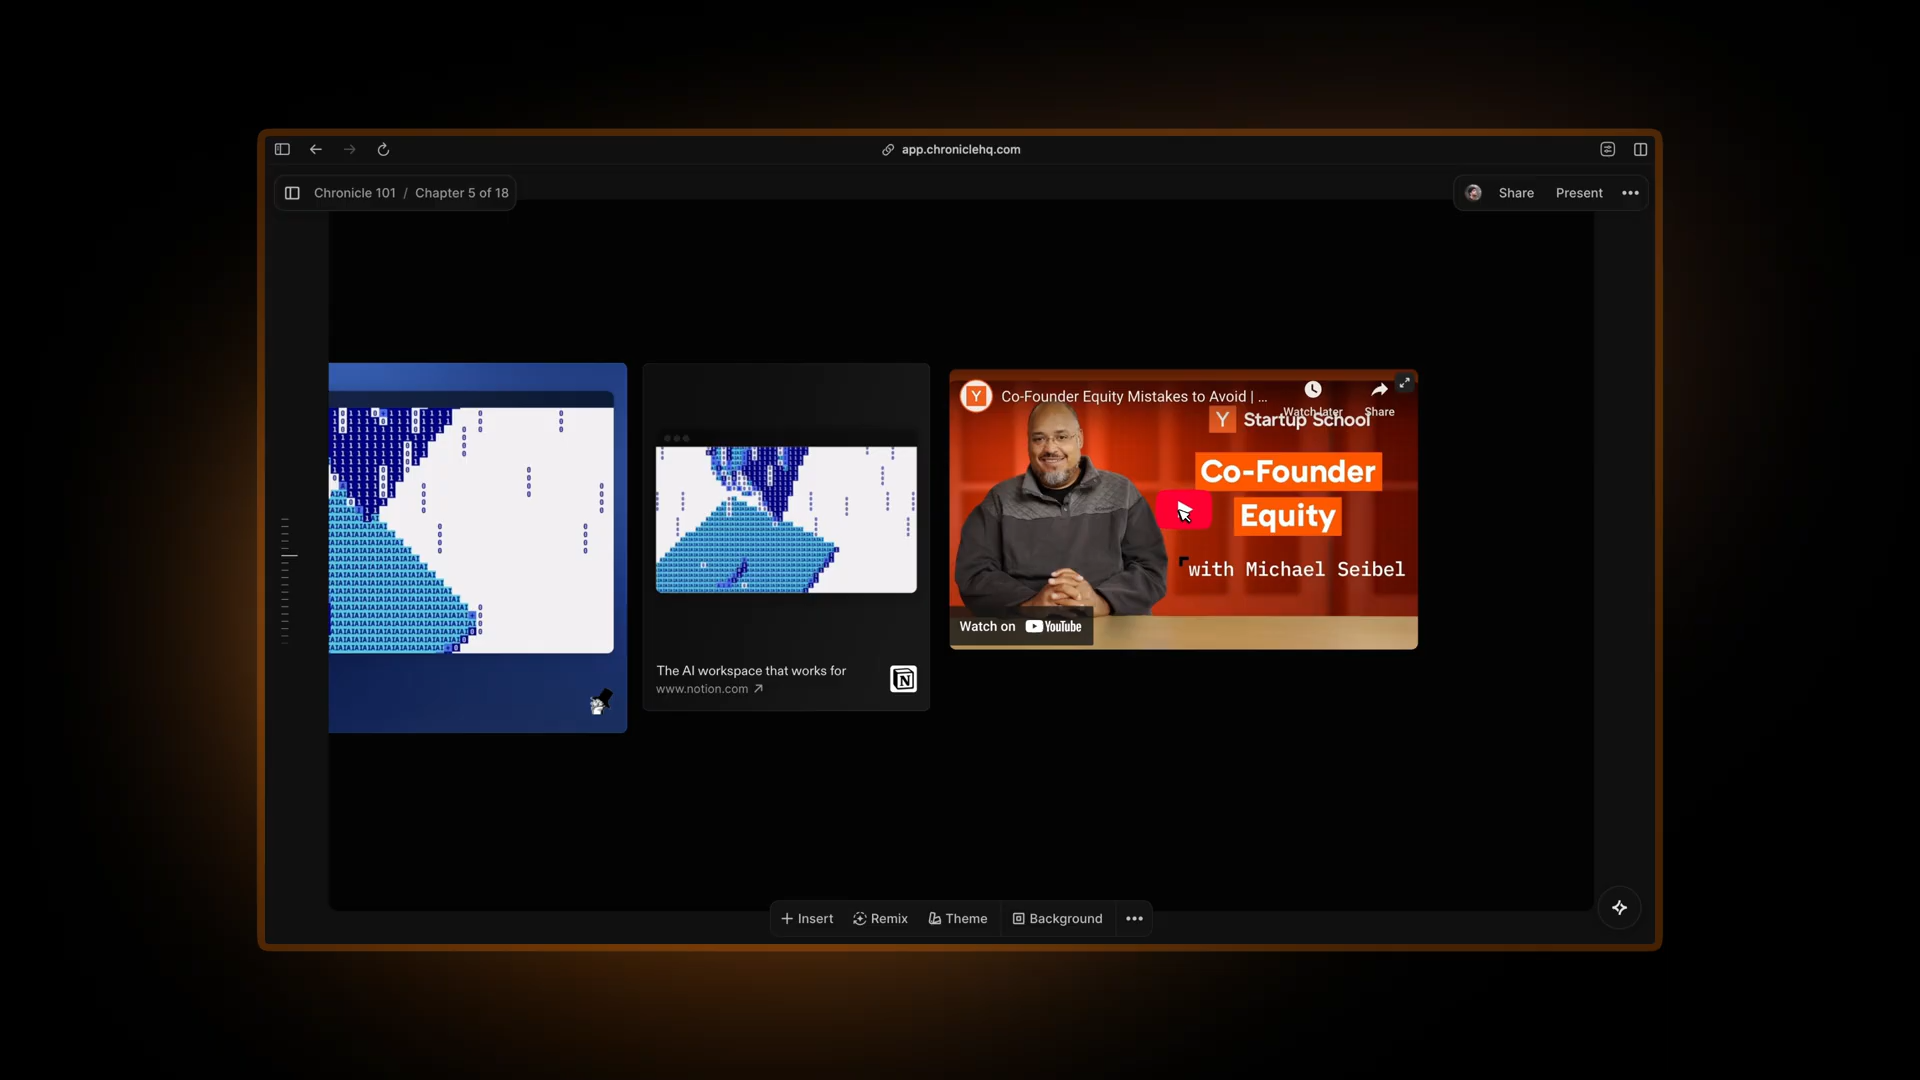 app.chroniclehq.com
Chronicle 101 / Chapter 5 of 18
Share
Present
Co-Founder Equity Mistakes to Avoid | ...
Watch later
Share
Y Startup School
Co-Founder
Equity
with Michael Seibel
Watch on YouTube
The AI workspace that works for
www.notion.com
Insert
Remix
Theme
Background